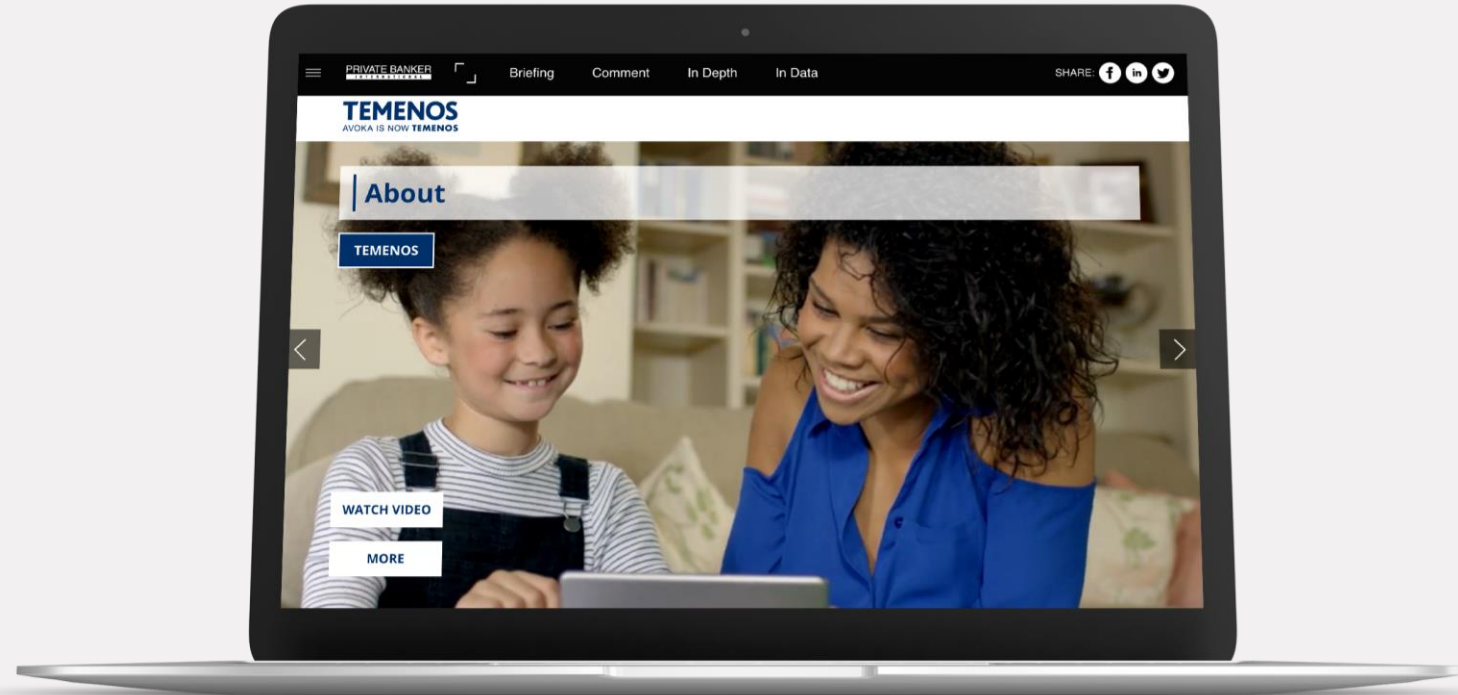 PRIVATE BANKER
INTERNATIONAL
Briefing
Comment
In Depth
In Data
SHARE:
TEMENOS
AVOKA IS NOW TEMENOS
About
TEMENOS
WATCH VIDEO
MORE